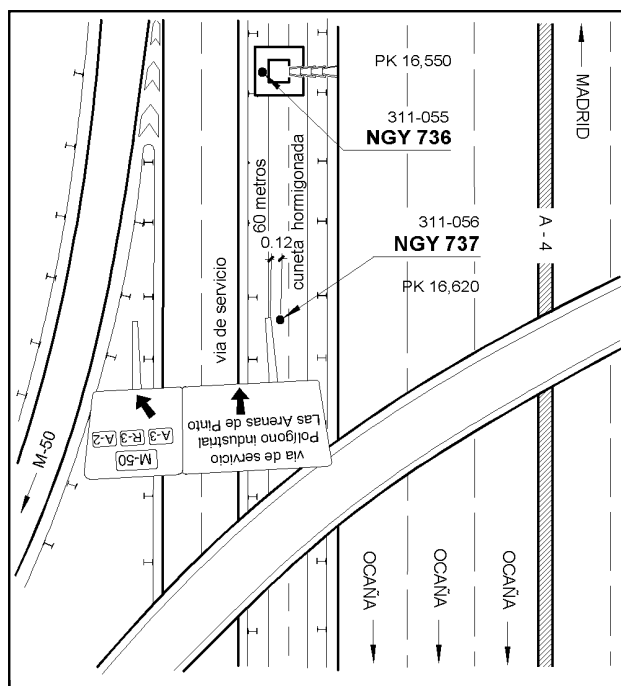 PK 16,550
MADRID
311-055
NGY 736
60 metros
cuneta hormigonada
0.12
311-056
NGY 737
A - 4
PK 16,620
via de servicio
M-50
A-3 R-3 A-2
M-50
via de servicio
Polígono industrial
Las Arenas de Pinto
OCAÑA
OCAÑA
OCAÑA